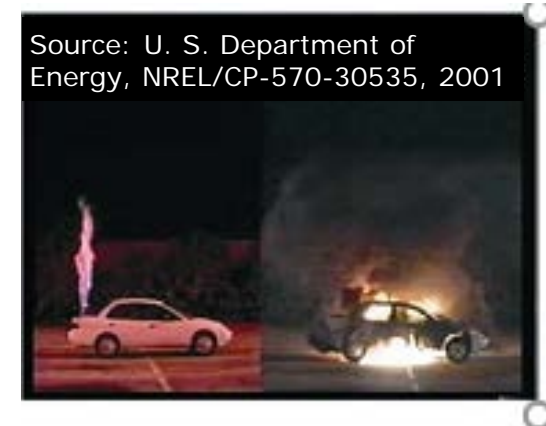 Source: U. S. Department of
Energy, NREL/CP-570-30535, 2001